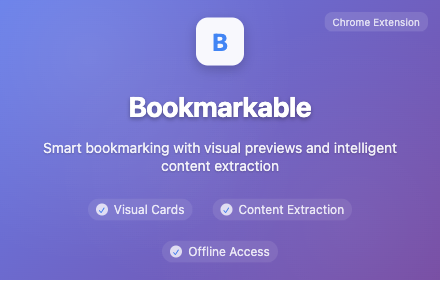 Chrome Extension
B
Bookmarkable
Smart bookmarking with visual previews and intelligent
content extraction
Visual Cards
Content Extraction
Offline Access